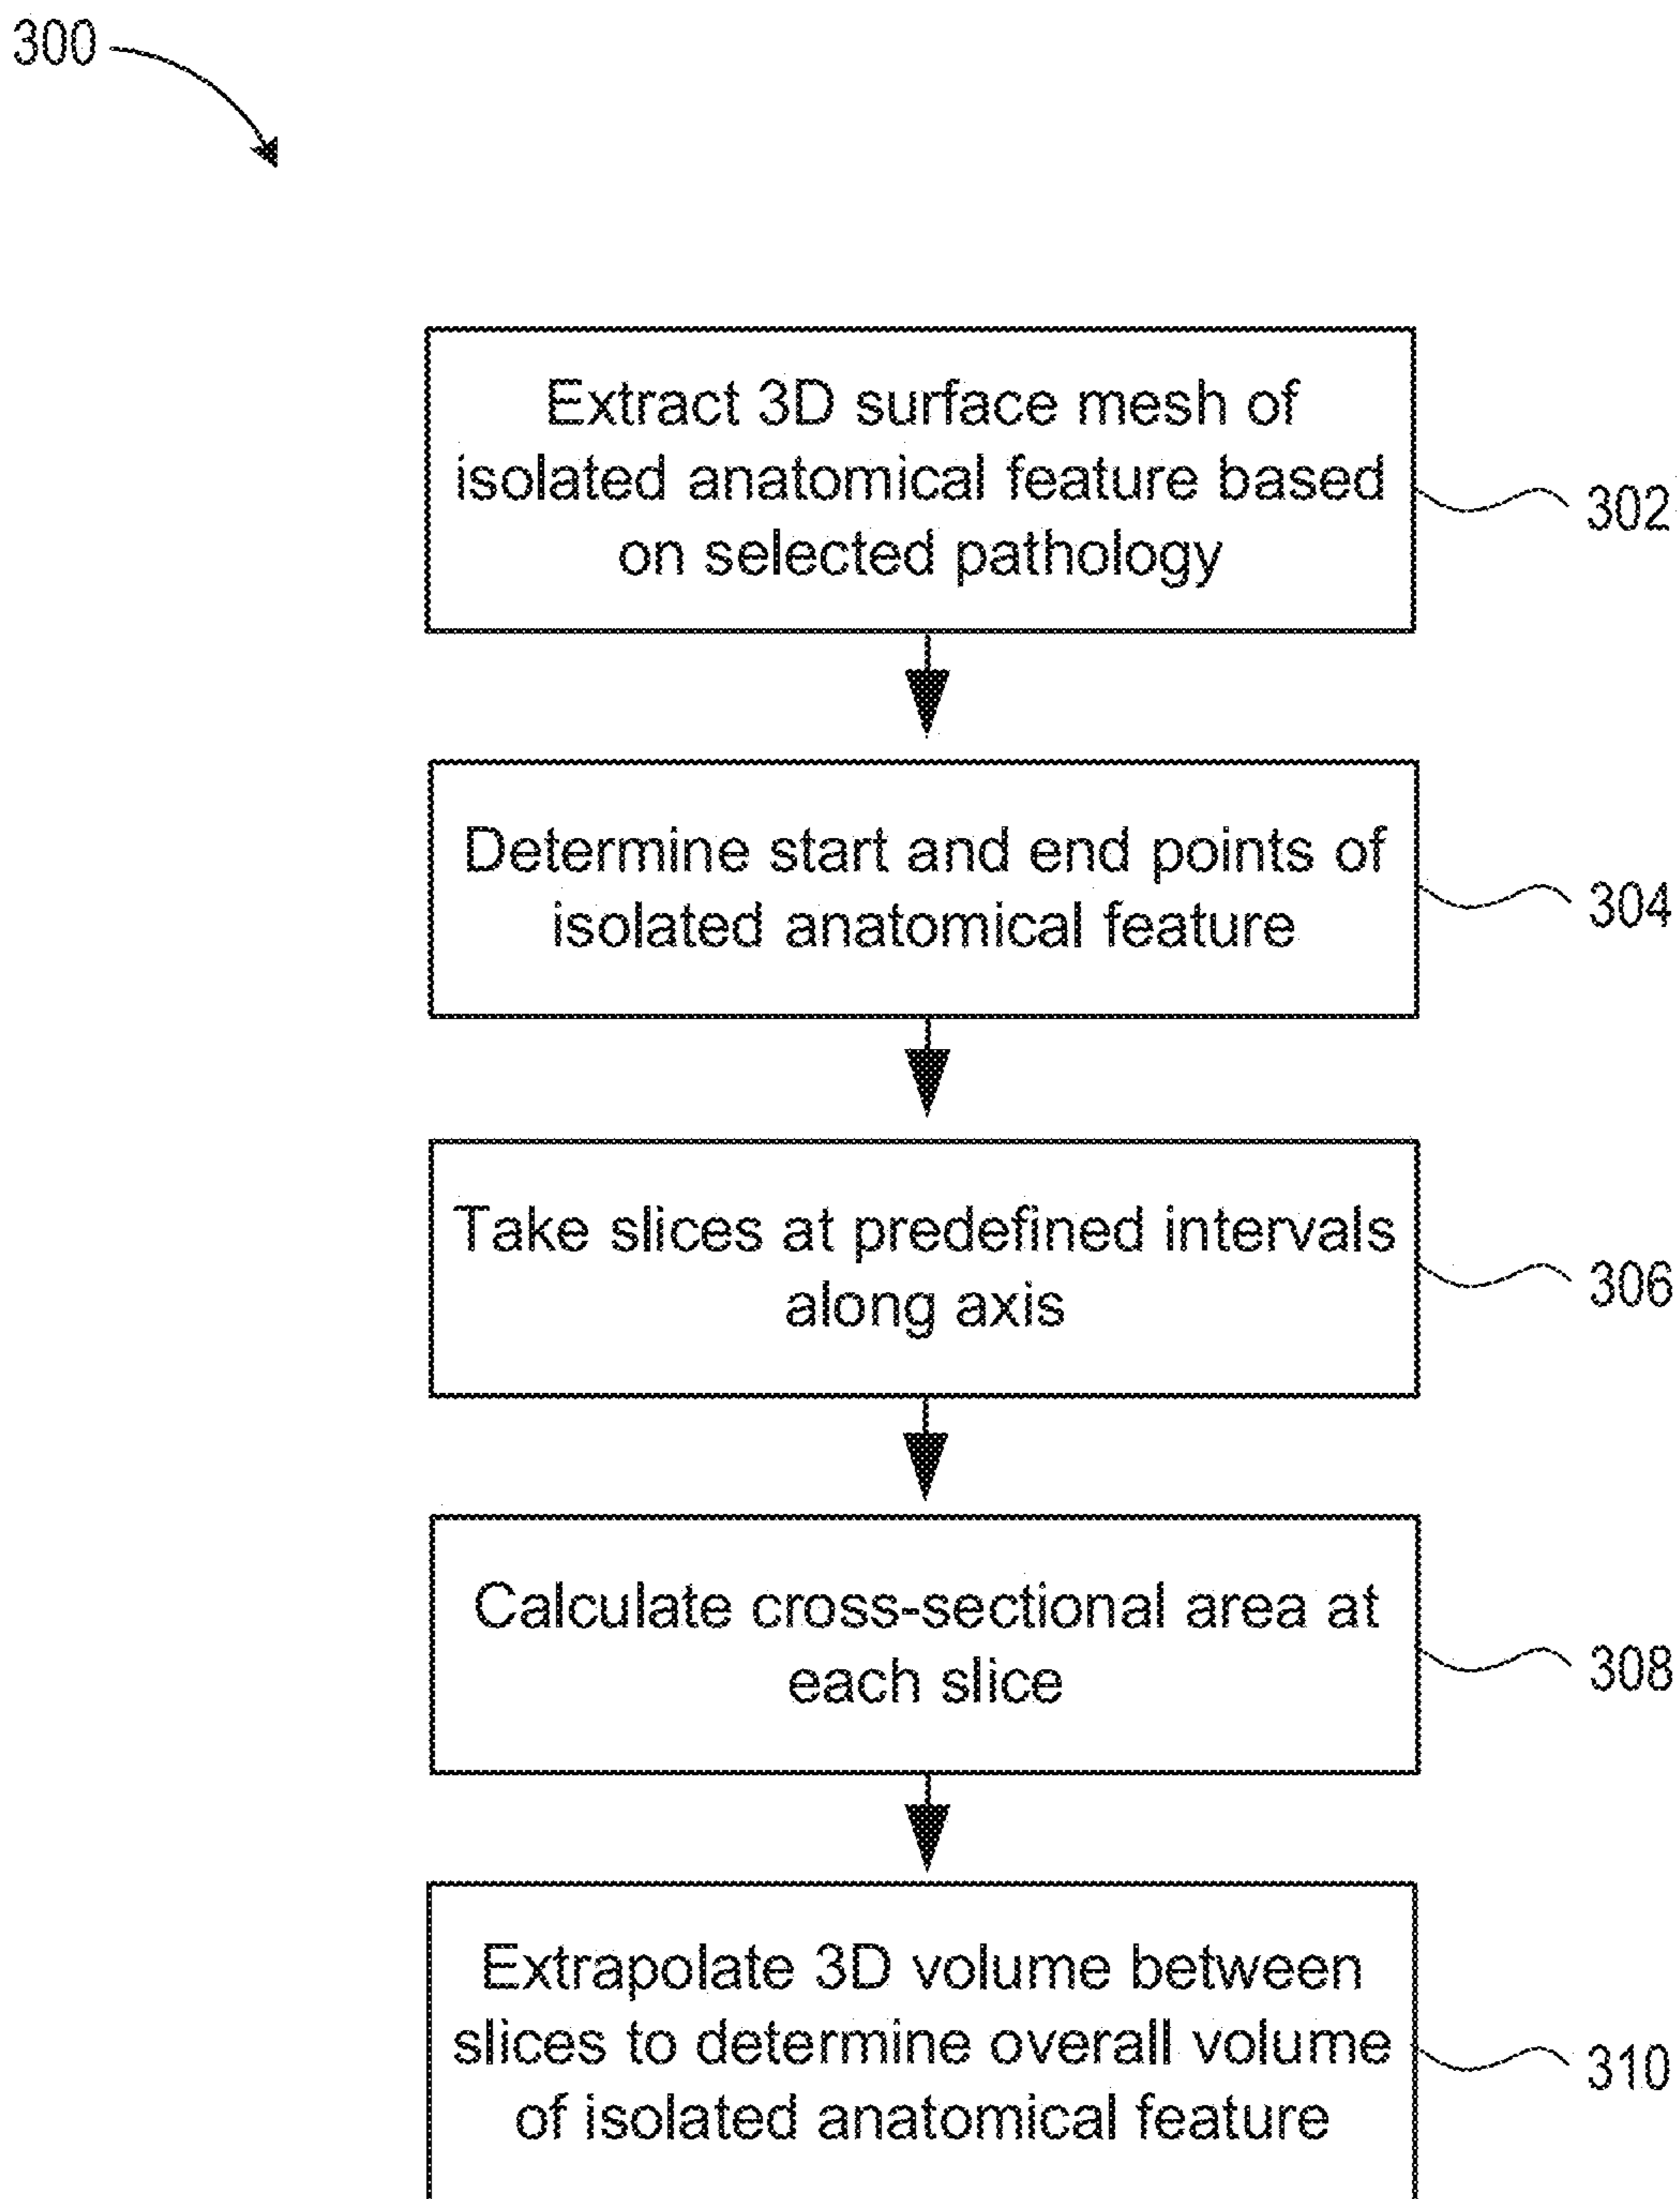 300
Extract 3D surface mesh of
isolated anatomical feature based
on selected pathology
302
Determine start and end points of
isolated anatomical feature
304
Take slices at predefined intervals
along axis
306
Calculate cross-sectional area at
each slice
308
Extrapolate 3D volume between
slices to determine overall volume
of isolated anatomical feature
310